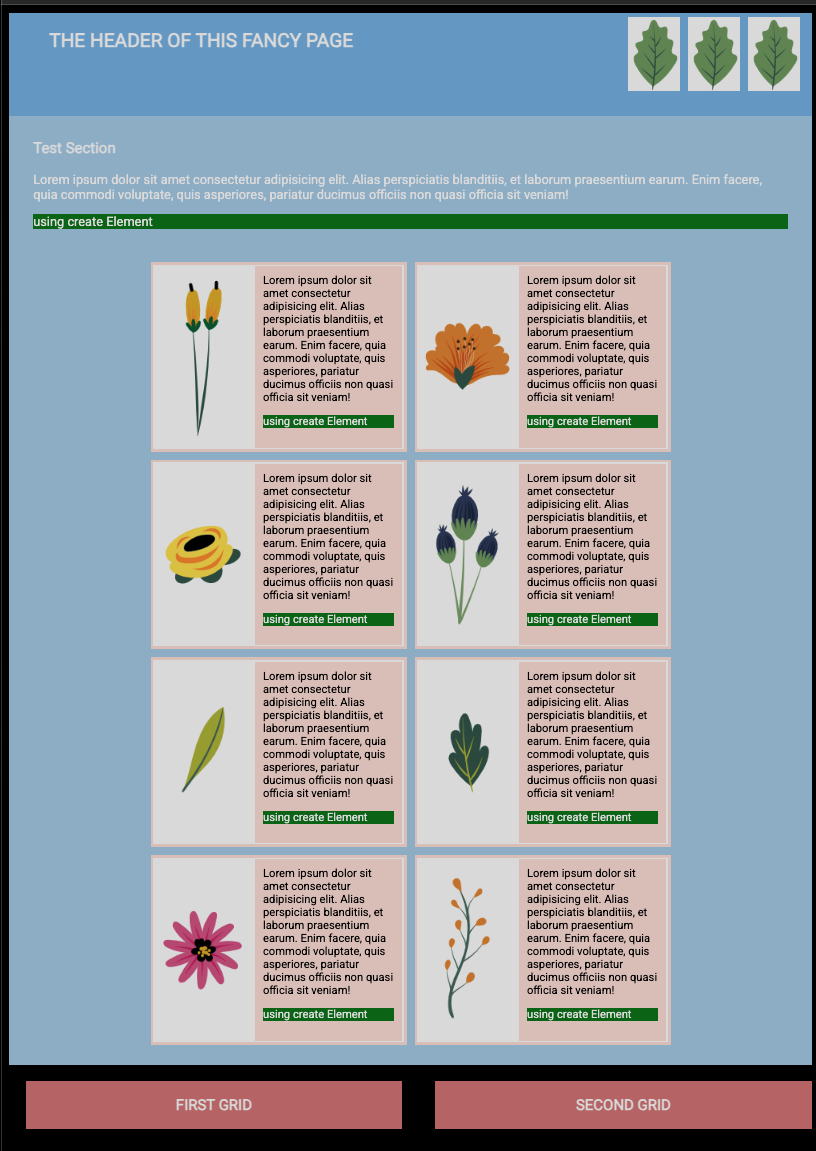 THE HEADER OF THIS FANCY PAGE
Test Section
Lorem ipsum dolor sit amet consectetur adipisicing elit. Alias perspiciatis blanditiis, et laborum praesentium earum. Enim facere,
quia commodi voluptate, quis asperiores, pariatur ducimus officiis non quasi officia sit veniam!
using create Element
Lorem ipsum dolor sit
amet consectetur
adipisicing elit. Alias
perspiciatis blanditiis, et
laborum praesentium
earum. Enim facere, quia
commodi voluptate, quis
asperiores, pariatur
ducimus officiis non quasi
officia sit veniam!
using create Element
Lorem ipsum dolor sit
amet consectetur
adipisicing elit. Alias
perspiciatis blanditiis, et
laborum praesentium
earum. Enim facere, quia
commodi voluptate, quis
asperiores, pariatur
ducimus officiis non quasi
officia sit veniam!
using create Element
Lorem ipsum dolor sit
amet consectetur
adipisicing elit. Alias
perspiciatis blanditiis, et
laborum praesentium
earum. Enim facere, quia
commodi voluptate, quis
asperiores, pariatur
ducimus officiis non quasi
officia sit veniam!
using create Element
Lorem ipsum dolor sit
amet consectetur
adipisicing elit. Alias
perspiciatis blanditiis, et
laborum praesentium
earum. Enim facere, quia
commodi voluptate, quis
asperiores, pariatur
ducimus officiis non quasi
officia sit veniam!
using create Element
Lorem ipsum dolor sit
amet consectetur
adipisicing elit. Alias
perspiciatis blanditiis, et
laborum praesentium
earum. Enim facere, quia
commodi voluptate, quis
asperiores, pariatur
ducimus officiis non quasi
officia sit veniam!
using create Element
Lorem ipsum dolor sit
amet consectetur
adipisicing elit. Alias
perspiciatis blanditiis, et
laborum praesentium
earum. Enim facere, quia
commodi voluptate, quis
asperiores, pariatur
ducimus officiis non quasi
officia sit veniam!
using create Element
Lorem ipsum dolor sit
amet consectetur
adipisicing elit. Alias
perspiciatis blanditiis, et
laborum praesentium
earum. Enim facere, quia
commodi voluptate, quis
asperiores, pariatur
ducimus officiis non quasi
officia sit veniam!
using create Element
Lorem ipsum dolor sit
amet consectetur
adipisicing elit. Alias
perspiciatis blanditiis, et
laborum praesentium
earum. Enim facere, quia
commodi voluptate, quis
asperiores, pariatur
ducimus officiis non quasi
officia sit veniam!
using create Element
FIRST GRID
SECOND GRID